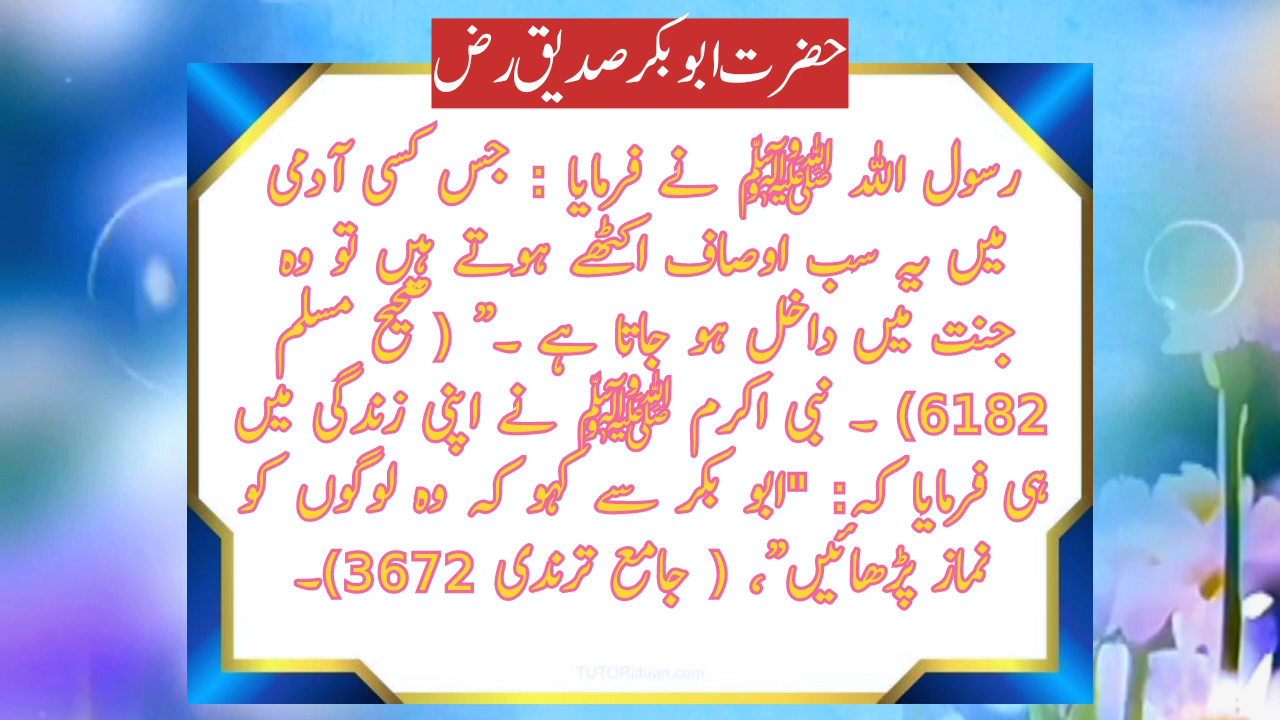 حضرت ابو بکر صدیق رض
رسول اللہ ﷺ نے فرمایا : جس کسی آدمی
میں یہ سب اوصاف اکٹھے ہوتے ہیں تو وہ
جنت میں داخل ہو جاتا ہے ۔” ( صحیح مسلم
6182) ۔ نبی اکرم ﷺ نے اپنی زندگی میں
ہی فرمایا کہ: "ابو بکر سے کہو کہ وہ لوگوں کو
نماز پڑھائیں”، ( جامع ترندی 3672)۔
TUTORiduan.com